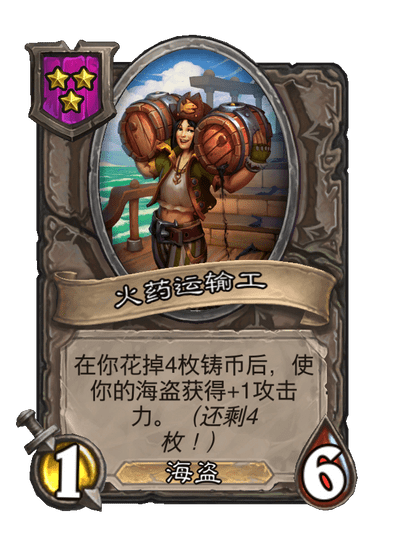 火药运输工
在你花掉4枚铸币后，使
你的海盗获得+1攻击
力。（还剩4
枚！）
海盗
1
6